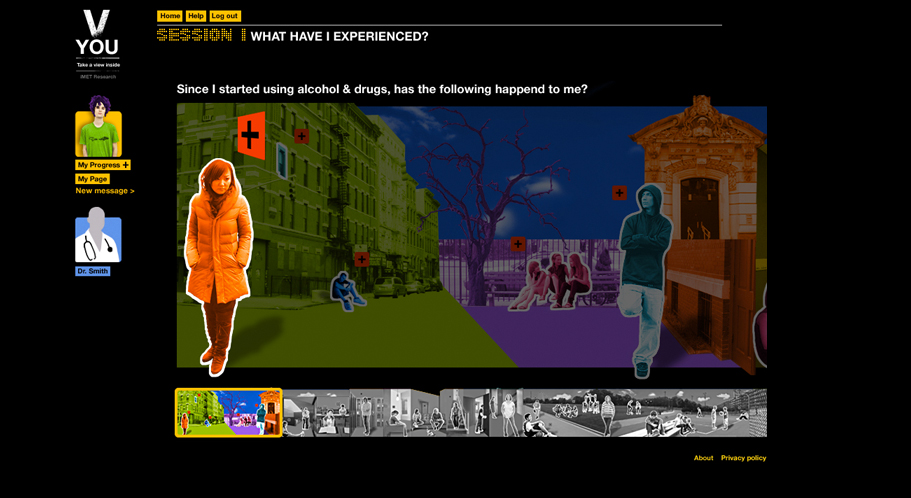 V
YOU
Take a view inside
IMET Research
Home Help Log out
SESSION 1 WHAT HAVE I EXPERIENCED?
Since I started using alcohol & drugs, has the following happend to me?
My Progress +
My Page
New message >
Dr. Smith
About Privacy policy